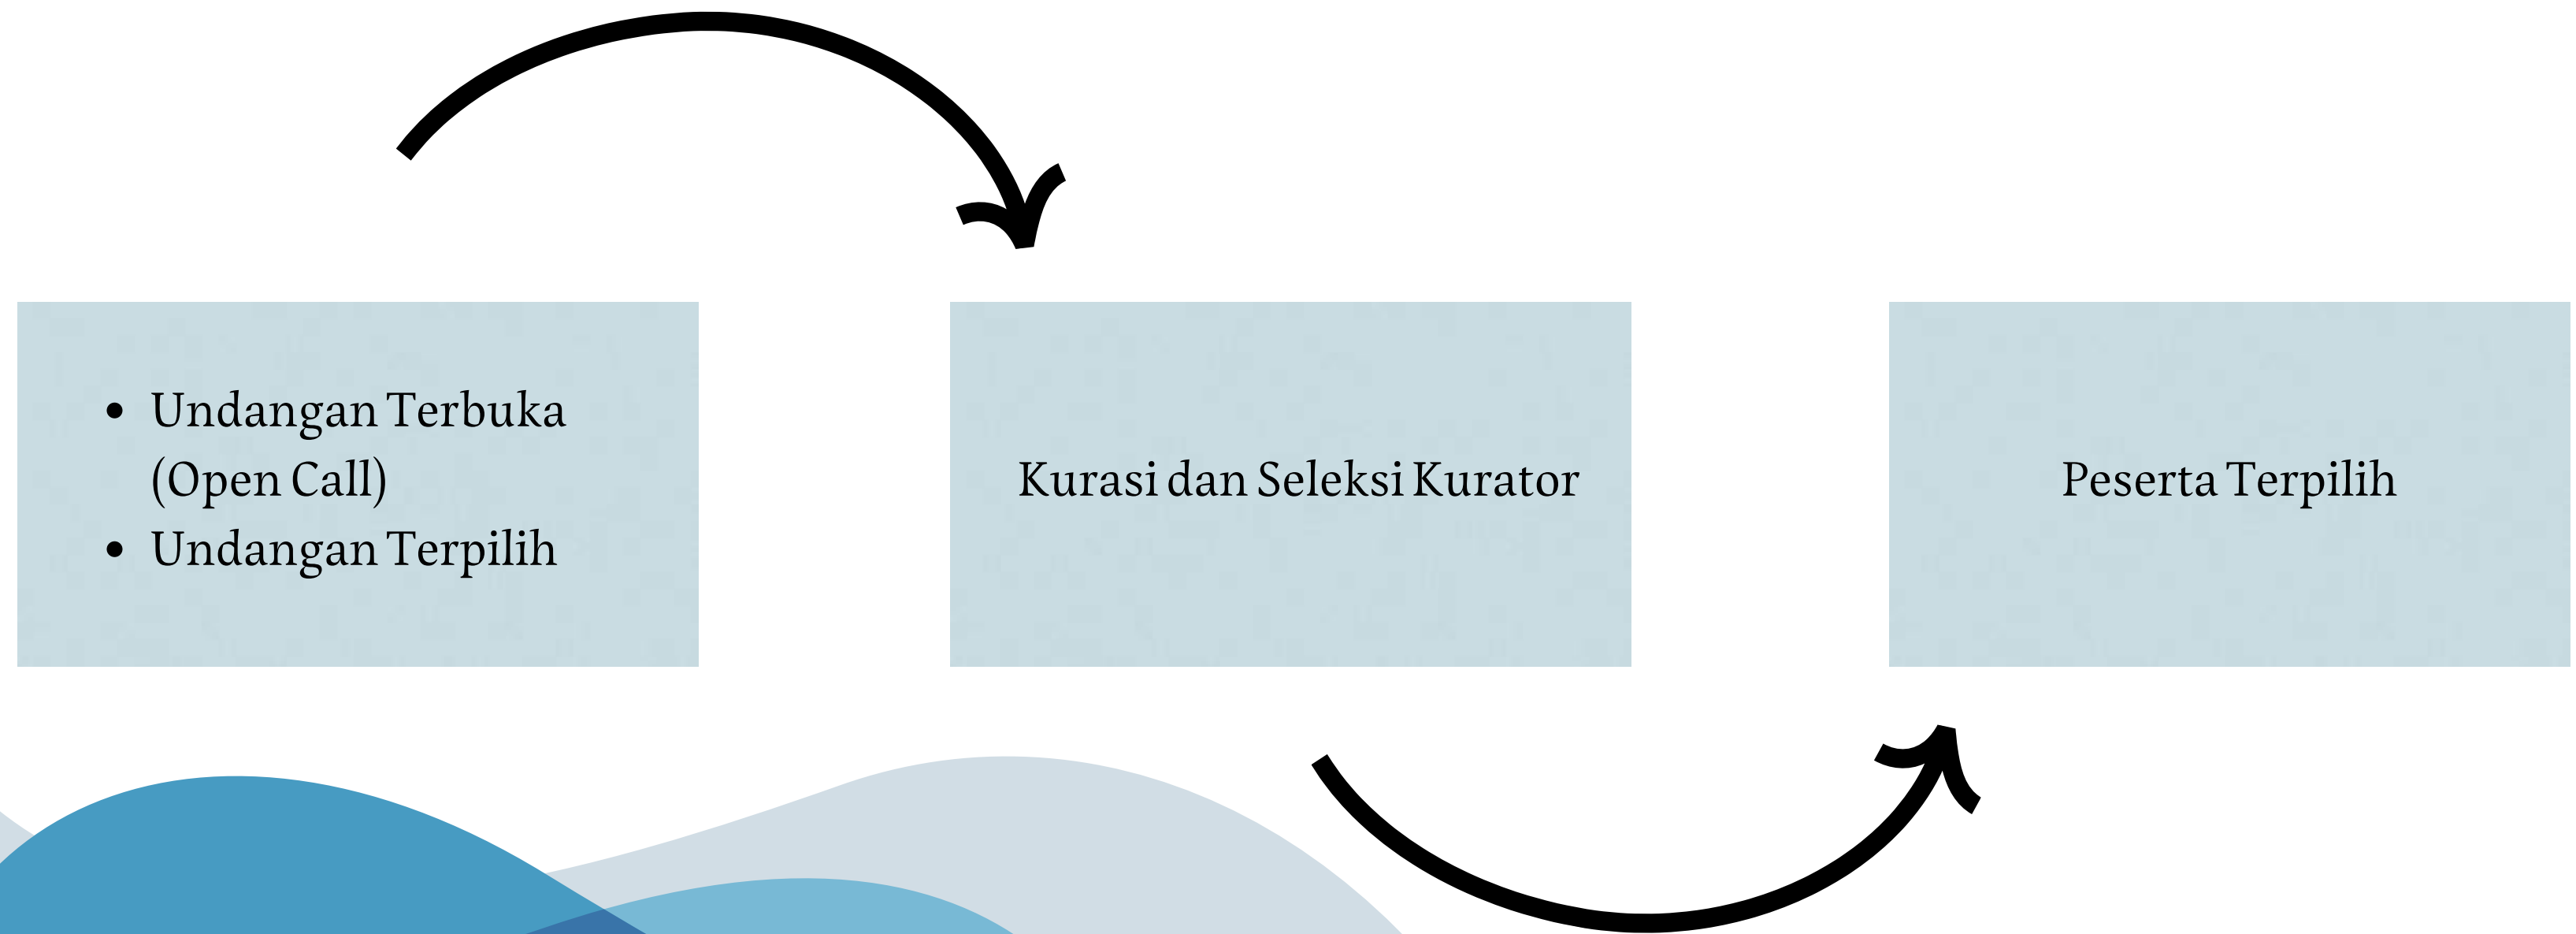 • Undangan Terbuka
(Open Call)
• Undangan Terpilih
Kurasi dan Seleksi Kurator
Peserta Terpilih